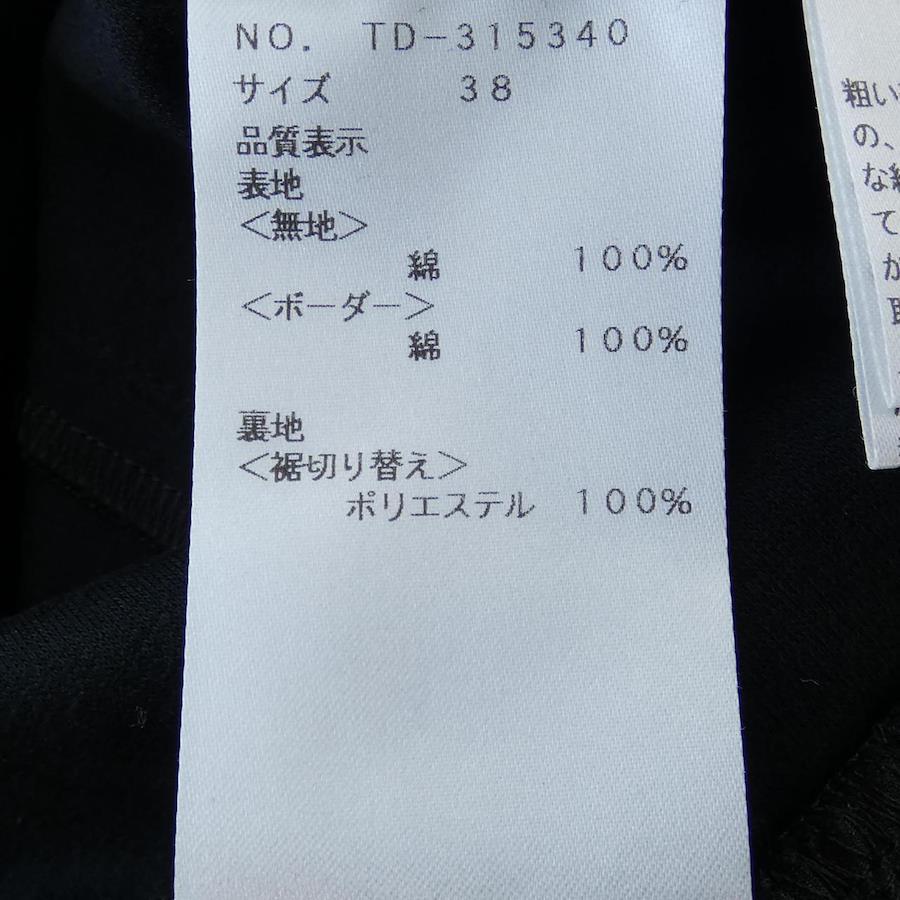 NO. TD-315340
サイズ 38
品質表示
表地
<無地>
綿 100%
<ボーダー>
綿 100%
裏地
<裾切り替え>
ポリエステル 100%
粗い
の、
な
て
か